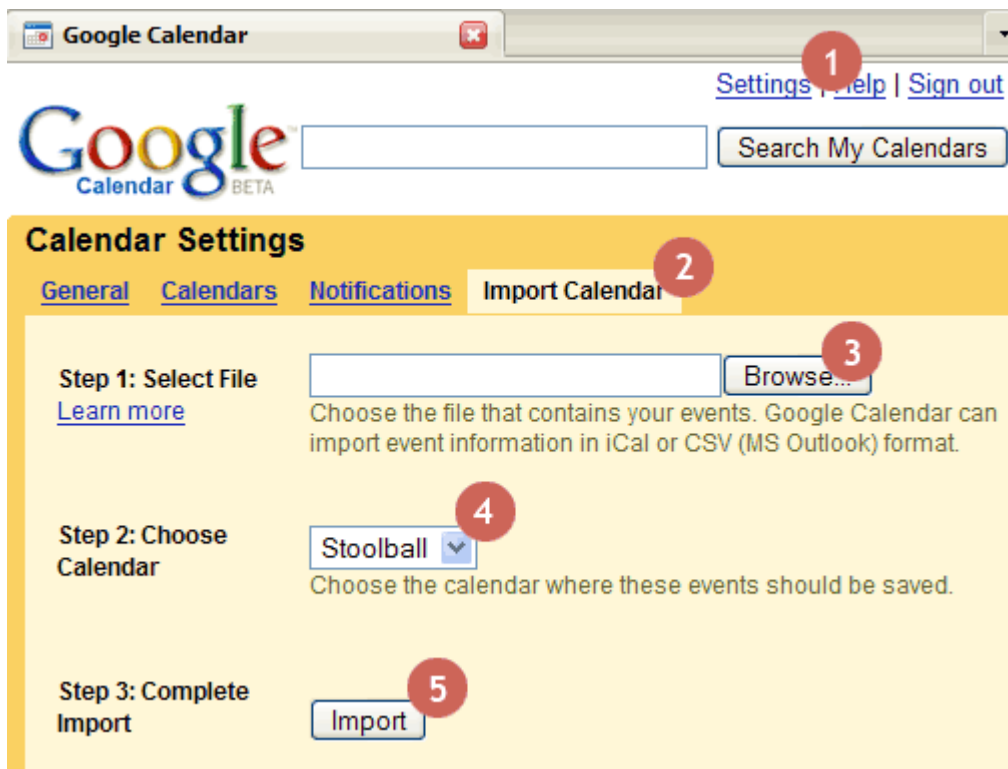 Google Calendar
1
Settings | Help | Sign out
Google
Calendar BETA
Search My Calendars
Calendar Settings
2
General Calendars Notifications Import Calendar
3
Step 1: Select File
Browse...
Learn more
Choose the file that contains your events. Google Calendar can
import event information in iCal or CSV (MS Outlook) format.
4
Step 2: Choose
Calendar
Stoolball
Choose the calendar where these events should be saved.
5
Step 3: Complete
Import
Import